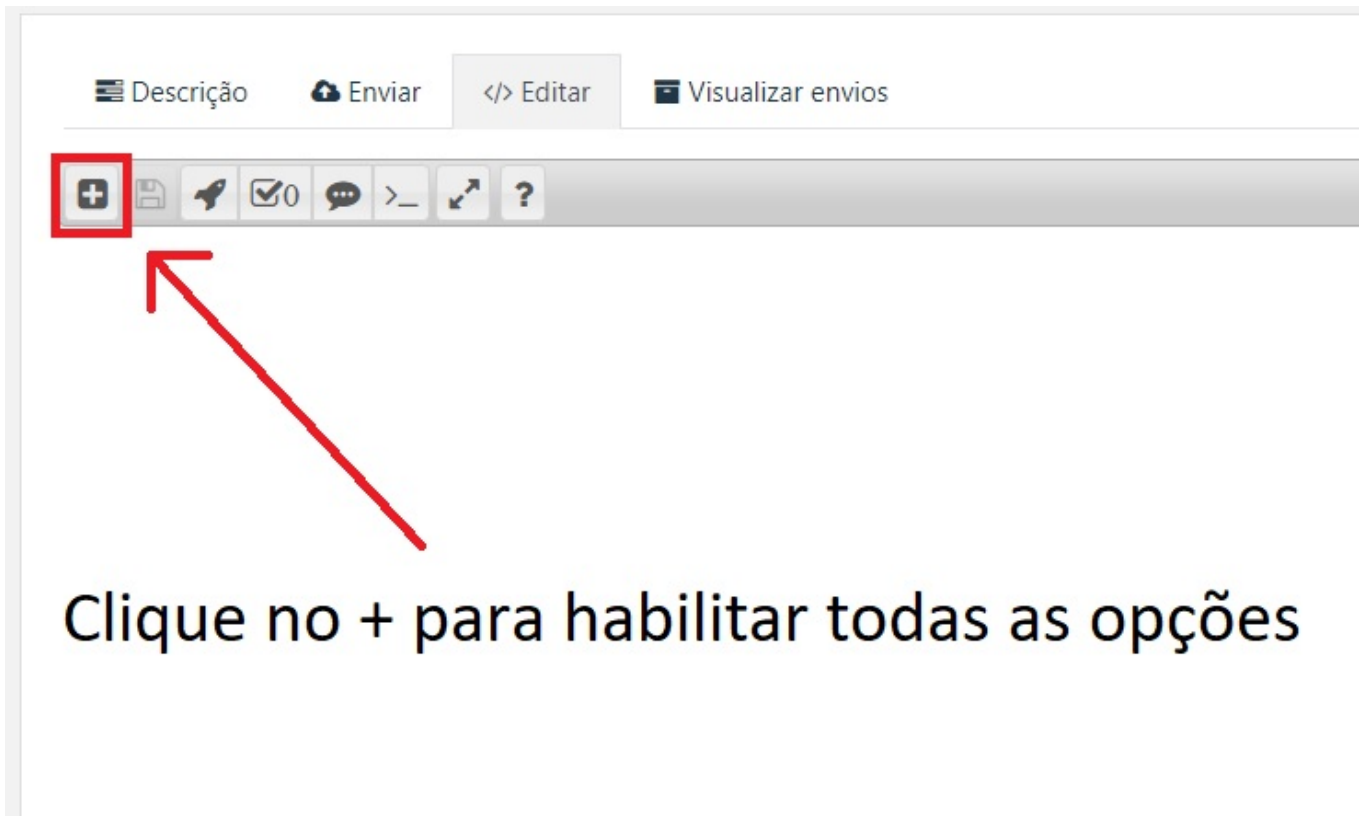 Descrição Enviar </> Editar Visualizar envios
0 >_ ?
Clique no + para habilitar todas as opções